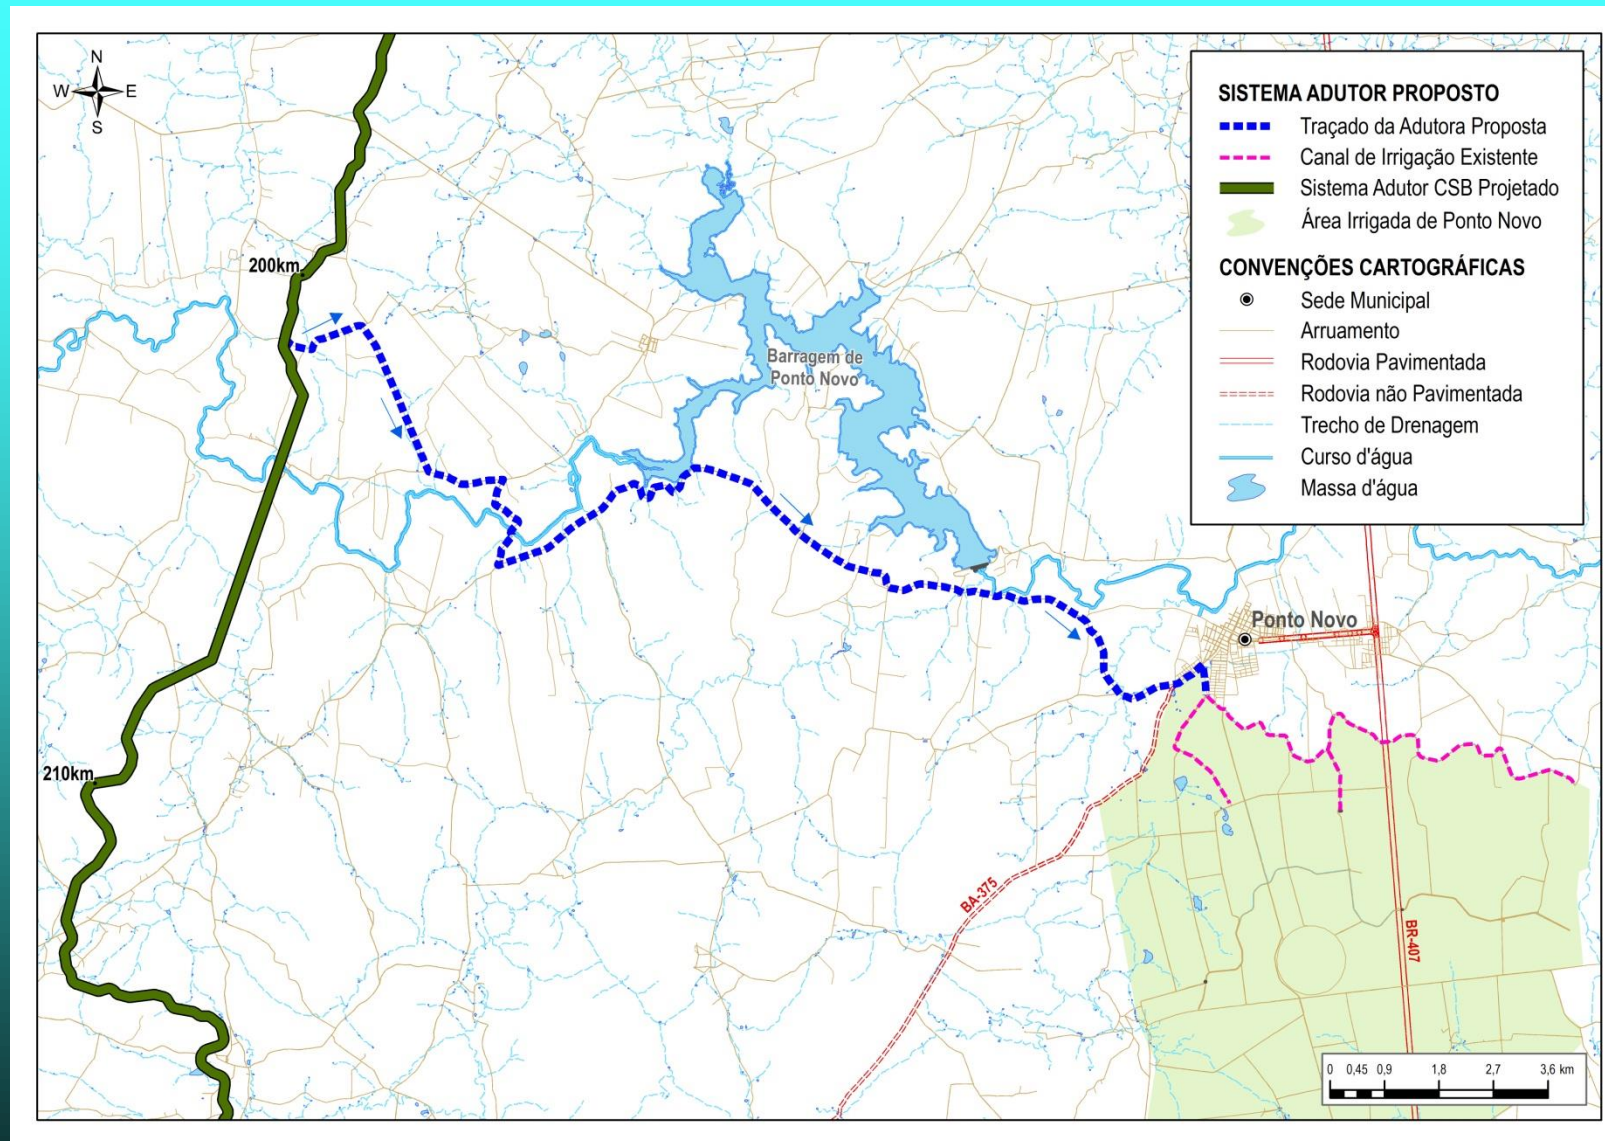 N
W E
S
SISTEMA ADUTOR PROPOSTO
Traçado da Adutora Proposta
Canal de Irrigação Existente
Sistema Adutor CSB Projetado
Área Irrigada de Ponto Novo
CONVENÇÕES CARTOGRÁFICAS
Sede Municipal
Arruamento
Rodovia Pavimentada
Rodovia não Pavimentada
Trecho de Drenagem
Curso d'água
Massa d'água
200km
Barragem de
Ponto Novo
Ponto Novo
210km
BA-375
BR-407
0 0,45 0,9 1,8 2,7 3,6 km